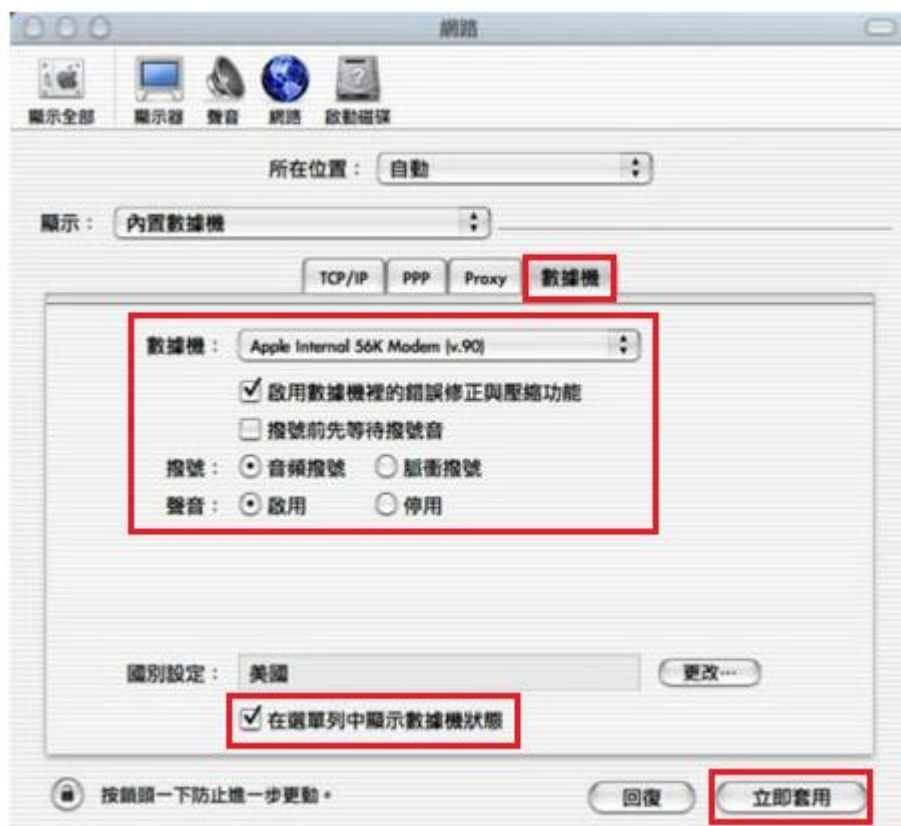 網路
顯示全部 顯示器 聲音 網路 啟動磁碟
所在位置： 自動
顯示： 內置數據機
TCP/IP PPP Proxy 數據機
數據機： Apple Internal 56K Modem (v.90)
啟用數據機裡的錯誤修正與壓縮功能
撥號前先等待撥號音
撥號： 音頻撥號 脈衝撥號
聲音： 啟用 停用
國別設定： 美國 更改…
在選單列中顯示數據機狀態
按鎖頭一下防止進一步更動。 回復 立即套用